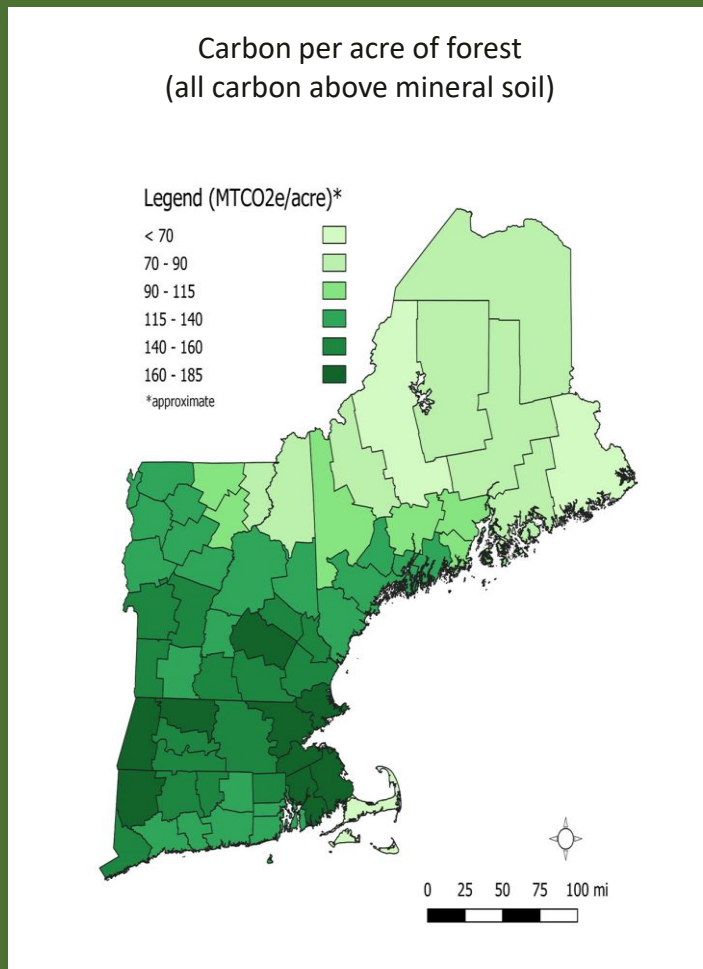 Carbon per acre of forest
(all carbon above mineral soil)
Legend (MTCO2e/acre)*
< 70
70 - 90
90 - 115
115 - 140
140 - 160
160 - 185
*approximate
0 25 50 75 100 mi